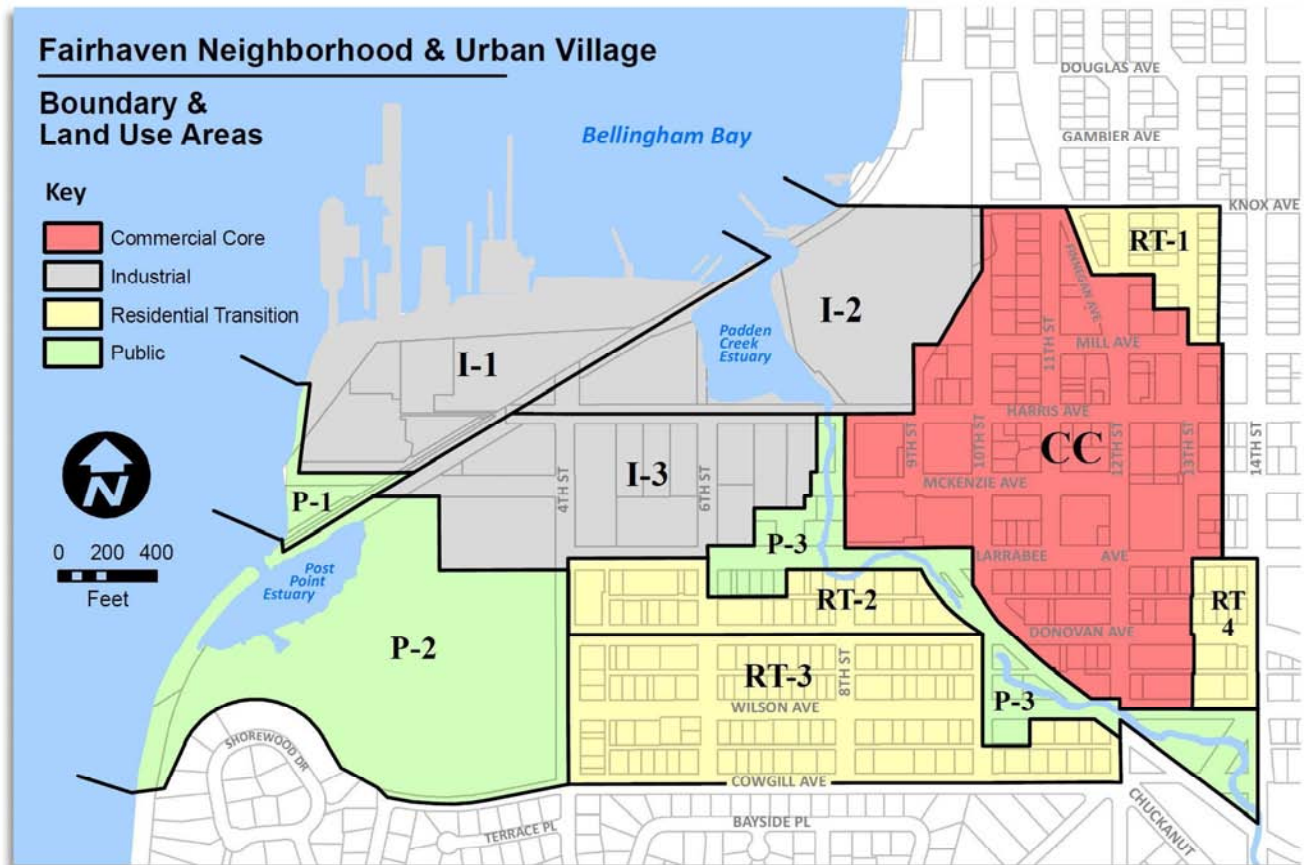 Fairhaven Neighborhood & Urban Village
Boundary &
Land Use Areas
Key
Commercial Core
Industrial
Residential Transition
Public
N
0 200 400
Feet
Bellingham Bay
DOUGLAS AVE
GAMBIER AVE
KNOX AVE
RT-1
FINNEGAN AVE
I-2
Padden
Creek
Estuary
11TH ST
MILL AVE
I-1
HARRIS AVE
9TH ST
10TH ST
CC
12TH ST
13TH ST
14TH ST
I-3
4TH ST
6TH ST
MCKENZIE AVE
P-1
P-3
LARRABEE AVE
Post
Point
Estuary
RT-2
RT
4
DONOVAN AVE
P-2
RT-3
8TH ST
WILSON AVE
P-3
SHOREWOOD DR
COWGILL AVE
TERRACE PL
BAYSIDE PL
CHUCKANUT